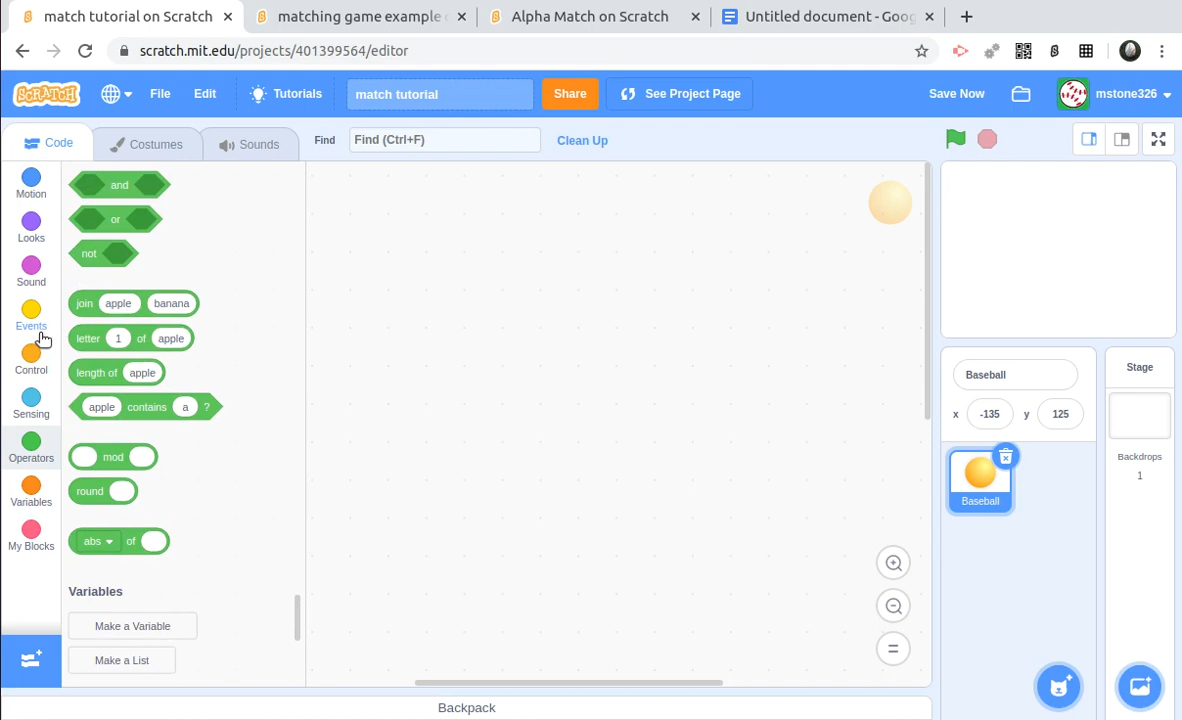 match tutorial on Scratch
matching game example
Alpha Match on Scratch
Untitled document - Goo
scratch.mit.edu/projects/401399564/editor
SCRATCH
File
Edit
Tutorials
match tutorial
Share
See Project Page
Save Now
mstone326
Code
Costumes
Sounds
Find
Find (Ctrl+F)
Clean Up
Motion
Looks
Sound
Events
Control
Sensing
Operators
Variables
My Blocks
and
or
not
join apple banana
letter 1 of apple
length of apple
apple contains a ?
mod
round
abs of
Variables
Make a Variable
Make a List
Baseball
x -135 y 125
Baseball
Stage
Backdrops
1
Backpack